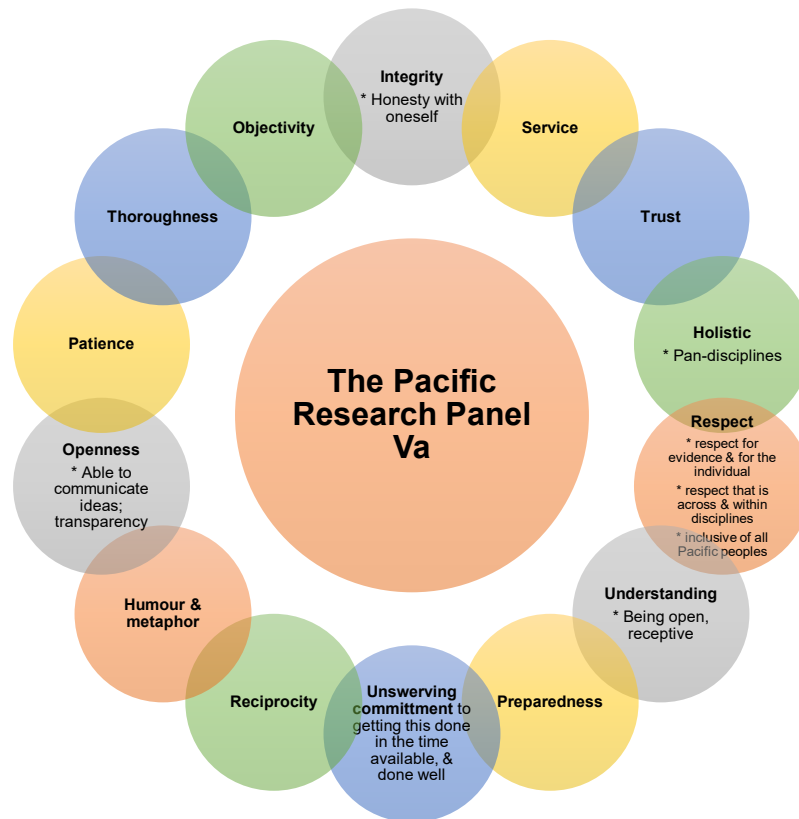 Integrity
* Honesty with
oneself
Service
Trust
Holistic
* Pan-disciplines
Respect
* respect for
evidence & for the
individual
* respect that is
across & within
disciplines
* inclusive of all
Pacific peoples
Understanding
* Being open,
receptive
Preparedness
Unswerving
committment to
getting this done
in the time
available, &
done well
Reciprocity
Humour &
metaphor
Openness
* Able to
communicate
ideas;
transparency
Patience
Thoroughness
Objectivity
The Pacific
Research Panel
Va